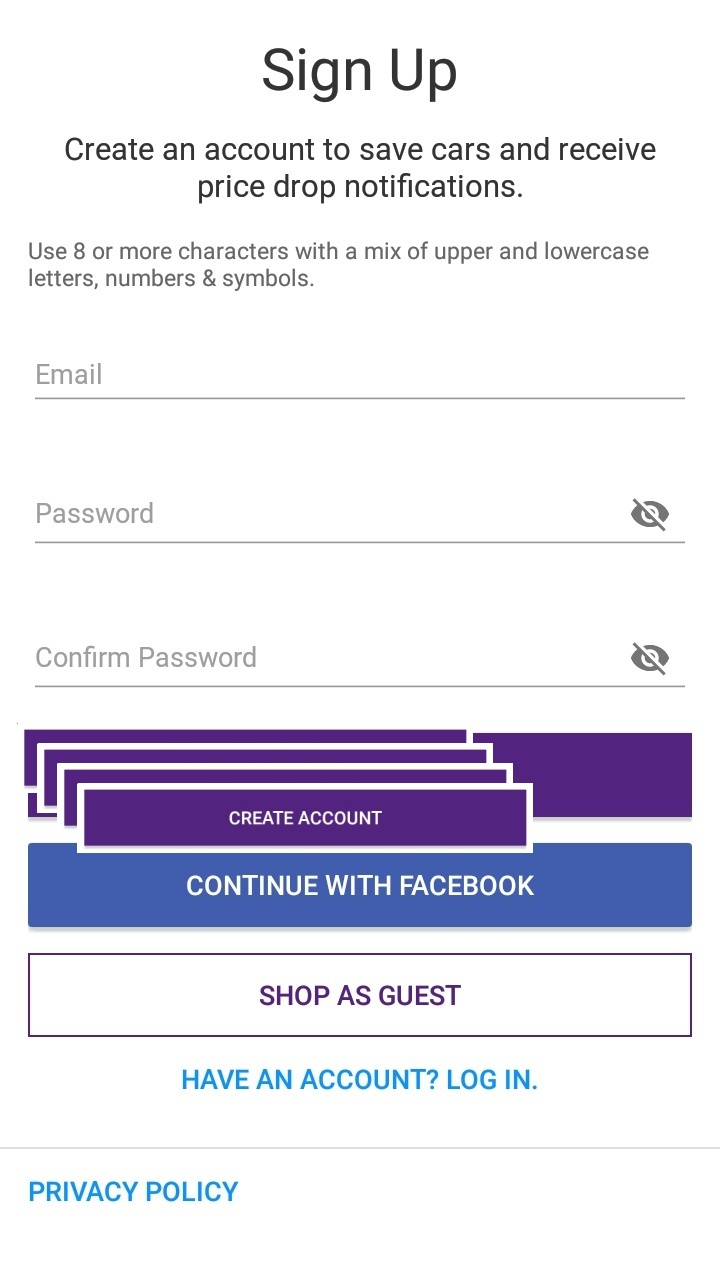 Sign Up
Create an account to save cars and receive
price drop notifications.
Use 8 or more characters with a mix of upper and lowercase
letters, numbers & symbols.
Email
Password
Confirm Password
CREATE ACCOUNT
CONTINUE WITH FACEBOOK
SHOP AS GUEST
HAVE AN ACCOUNT? LOG IN.
PRIVACY POLICY